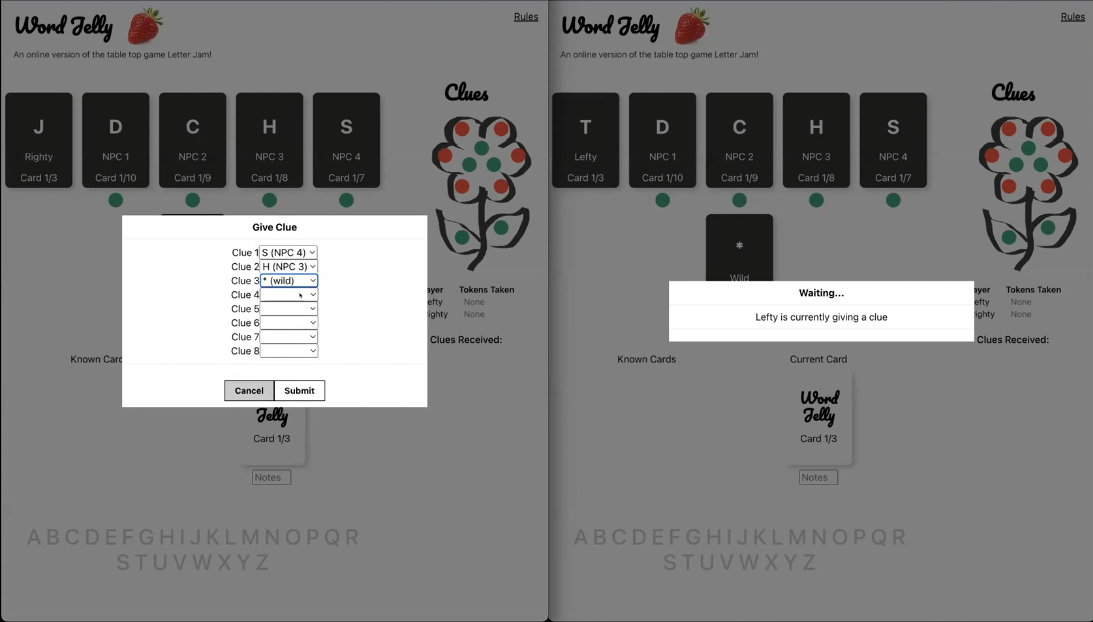 Word Jelly
Rules
An online version of the table top game Letter Jam!
J
Righty
Card 1/3
D
NPC 1
Card 1/10
C
NPC 2
Card 1/9
H
NPC 3
Card 1/8
S
NPC 4
Card 1/7
Clues
Give Clue
Clue 1 S (NPC 4)
Clue 2 H (NPC 3)
Clue 3 * (wild)
Clue 4
Clue 5
Clue 6
Clue 7
Clue 8
Cancel Submit
ayer Tokens Taken
efty None
ighty None
Clues Received:
Known Card
Jelly
Card 1/3
Notes
ABCDEFGHIJKLMNOPQR
STUVWXYZ
Word Jelly
Rules
An online version of the table top game Letter Jam!
T
Lefty
Card 1/3
D
NPC 1
Card 1/10
C
NPC 2
Card 1/9
H
NPC 3
Card 1/8
S
NPC 4
Card 1/7
Clues
*
Wild
Waiting...
Lefty is currently giving a clue
ayer Tokens Taken
efty None
ighty None
Clues Received:
Known Cards
Current Card
Word
Jelly
Card 1/3
Notes
ABCDEFGHIJKLMNOPQR
STUVWXYZ